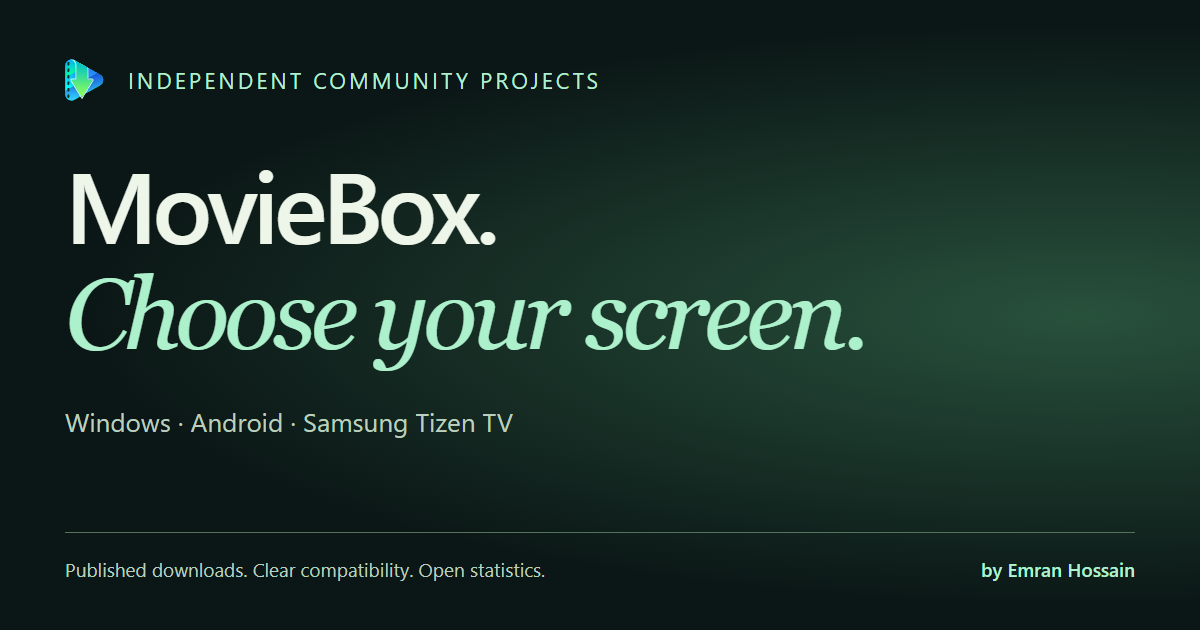 INDEPENDENT COMMUNITY PROJECTS
MovieBox.
Choose your screen.
Windows · Android · Samsung Tizen TV
Published downloads. Clear compatibility. Open statistics.
by Emran Hossain